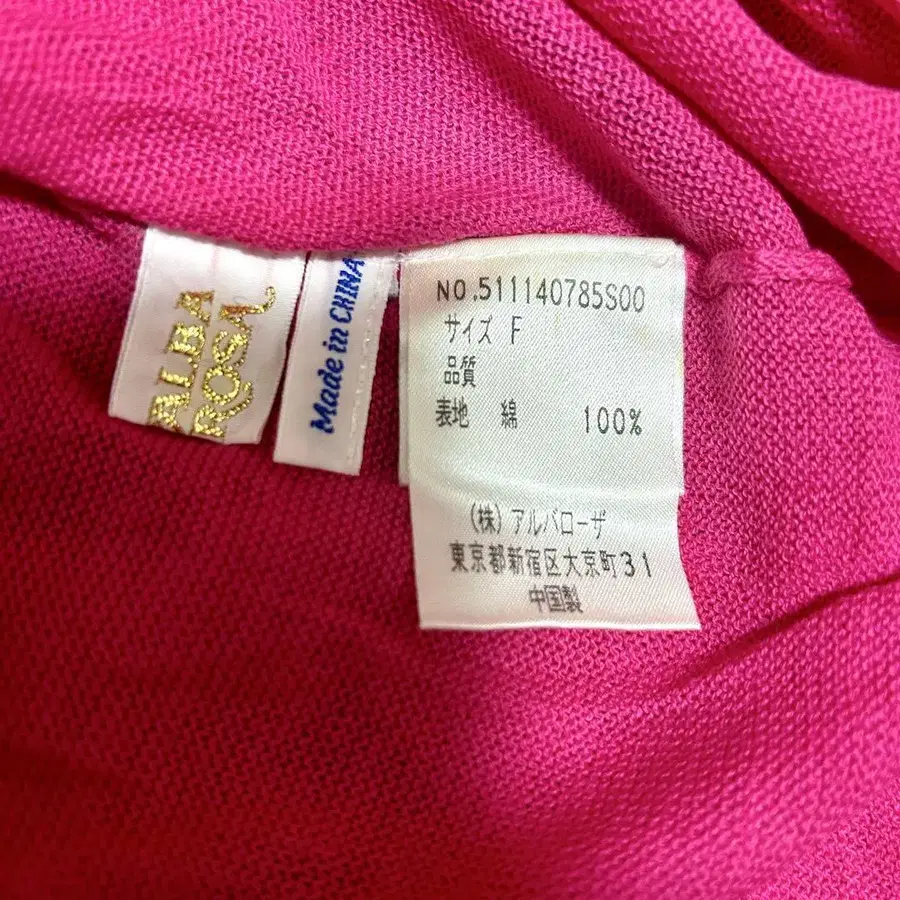 ALBA
ROSA
Made in CHINA
NO.511140785S00
サイズ F
品質
表地 綿 100%
(株)アルバローザ
東京都新宿区大京町31
中国製